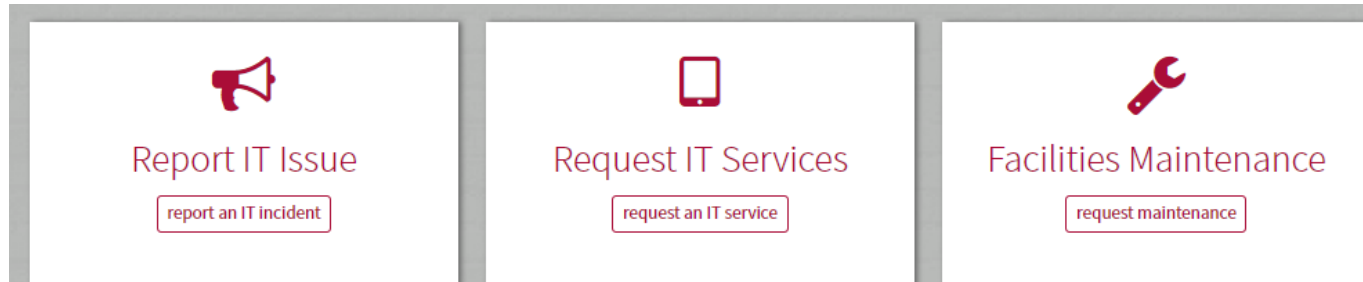 Report IT Issue
report an IT incident
Request IT Services
request an IT service
Facilities Maintenance
request maintenance